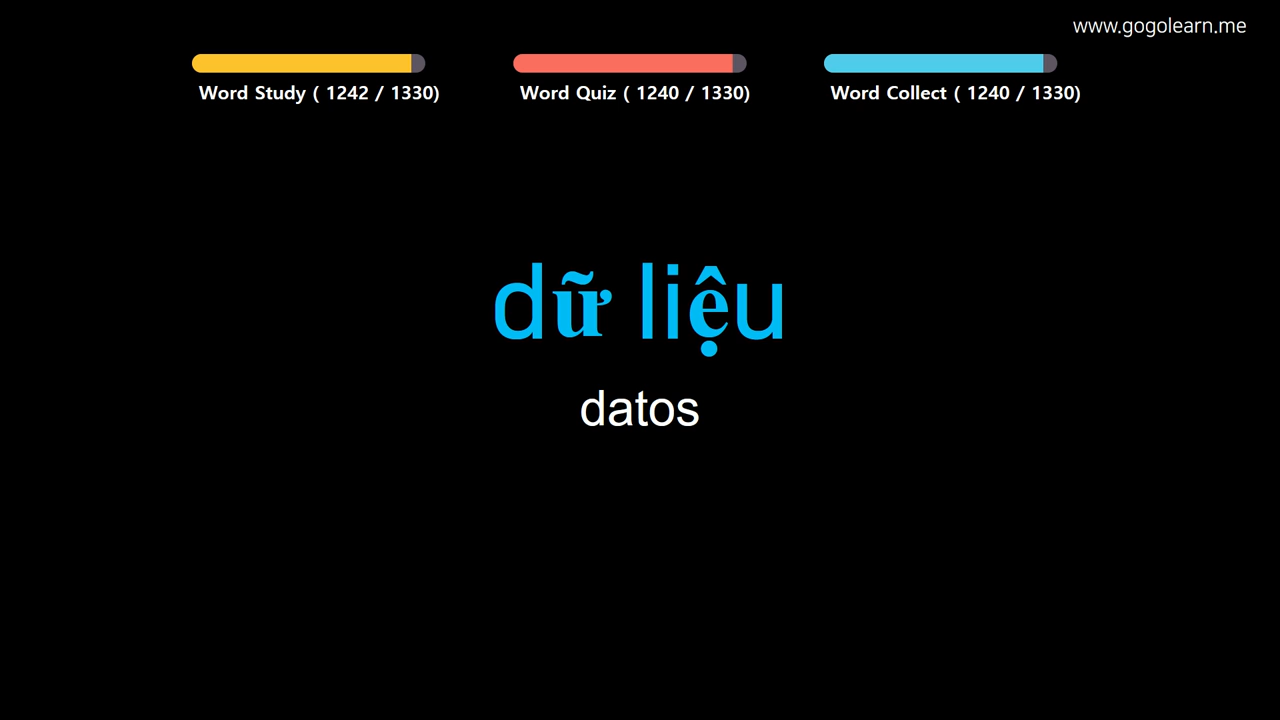 www.gogolearn.me
Word Study ( 1242 / 1330)
Word Quiz ( 1240 / 1330)
Word Collect ( 1240 / 1330)
dữ liệu
datos